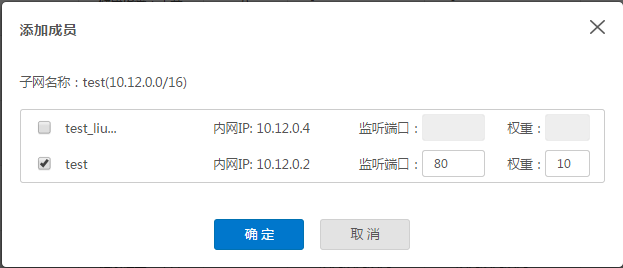 添加成员
子网名称：test(10.12.0.0/16)
test_liu... 内网IP: 10.12.0.4 监听端口： 权重：
test 内网IP: 10.12.0.2 监听端口： 80 权重： 10
确定 取消